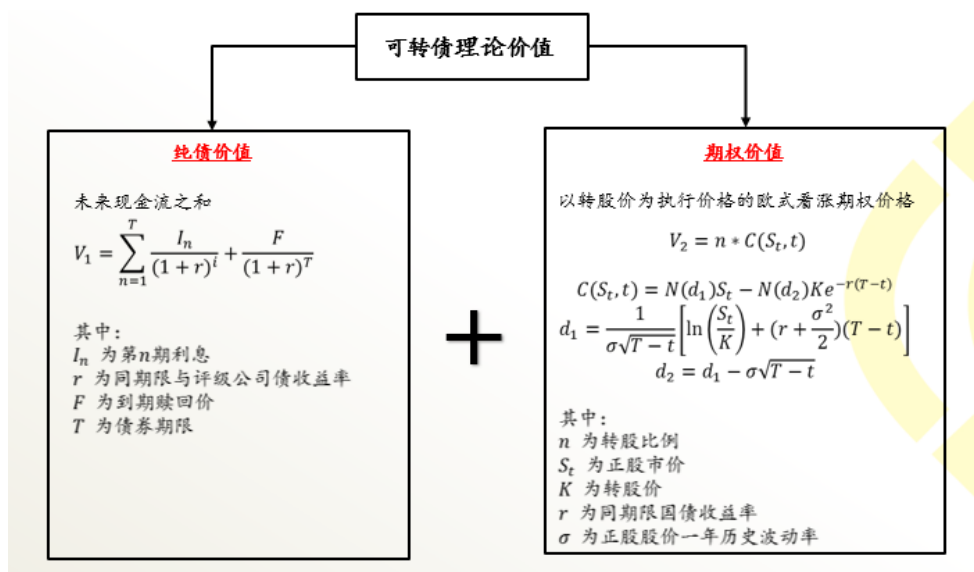 可转债理论价值
纯债价值
未来现金流之和
$V_1 = \sum_{n=1}^{T} \frac{I_n}{(1+r)^i} + \frac{F}{(1+r)^T}$
其中:
$I_n$ 为第n期利息
$r$ 为同期限与评级公司债收益率
$F$ 为到期赎回价
$T$ 为债券期限
+
期权价值
以转股价为执行价格的欧式看涨期权价格
$V_2 = n * C(S_t, t)$
$C(S_t, t) = N(d_1)S_t - N(d_2)Ke^{-r(T-t)}$
$d_1 = \frac{1}{\sigma\sqrt{T-t}}\left[\ln\left(\frac{S_t}{K}\right) + (r + \frac{\sigma^2}{2})(T-t)\right]$
$d_2 = d_1 - \sigma\sqrt{T-t}$
其中:
$n$ 为转股比例
$S_t$ 为正股市价
$K$ 为转股价
$r$ 为同期限国债收益率
$\sigma$ 为正股股价一年历史波动率